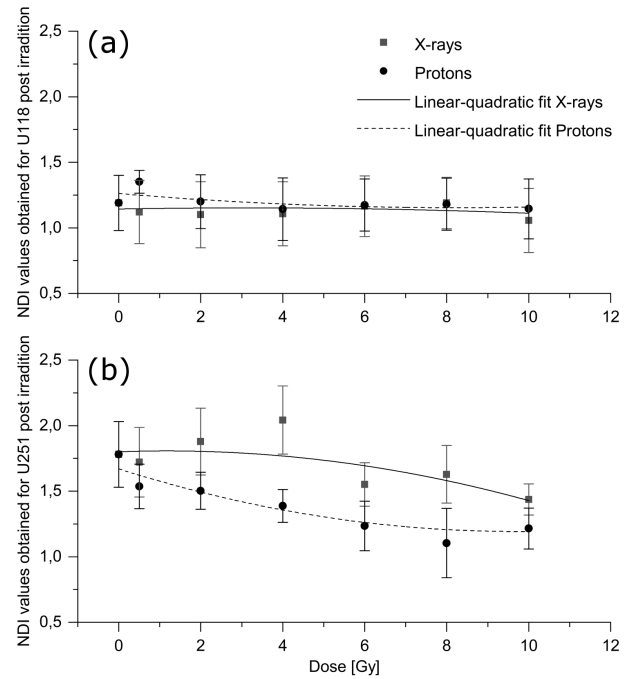 (a)
X-rays
Protons
Linear-quadratic fit X-rays
Linear-quadratic fit Protons
NDI values obtained for U118 post irradition
2,5
2,0
1,5
1,0
0,5
0 2 4 6 8 10 12
(b)
NDI values obtained for U251 post irradition
2,5
2,0
1,5
1,0
0,5
0 2 4 6 8 10 12
Dose [Gy]